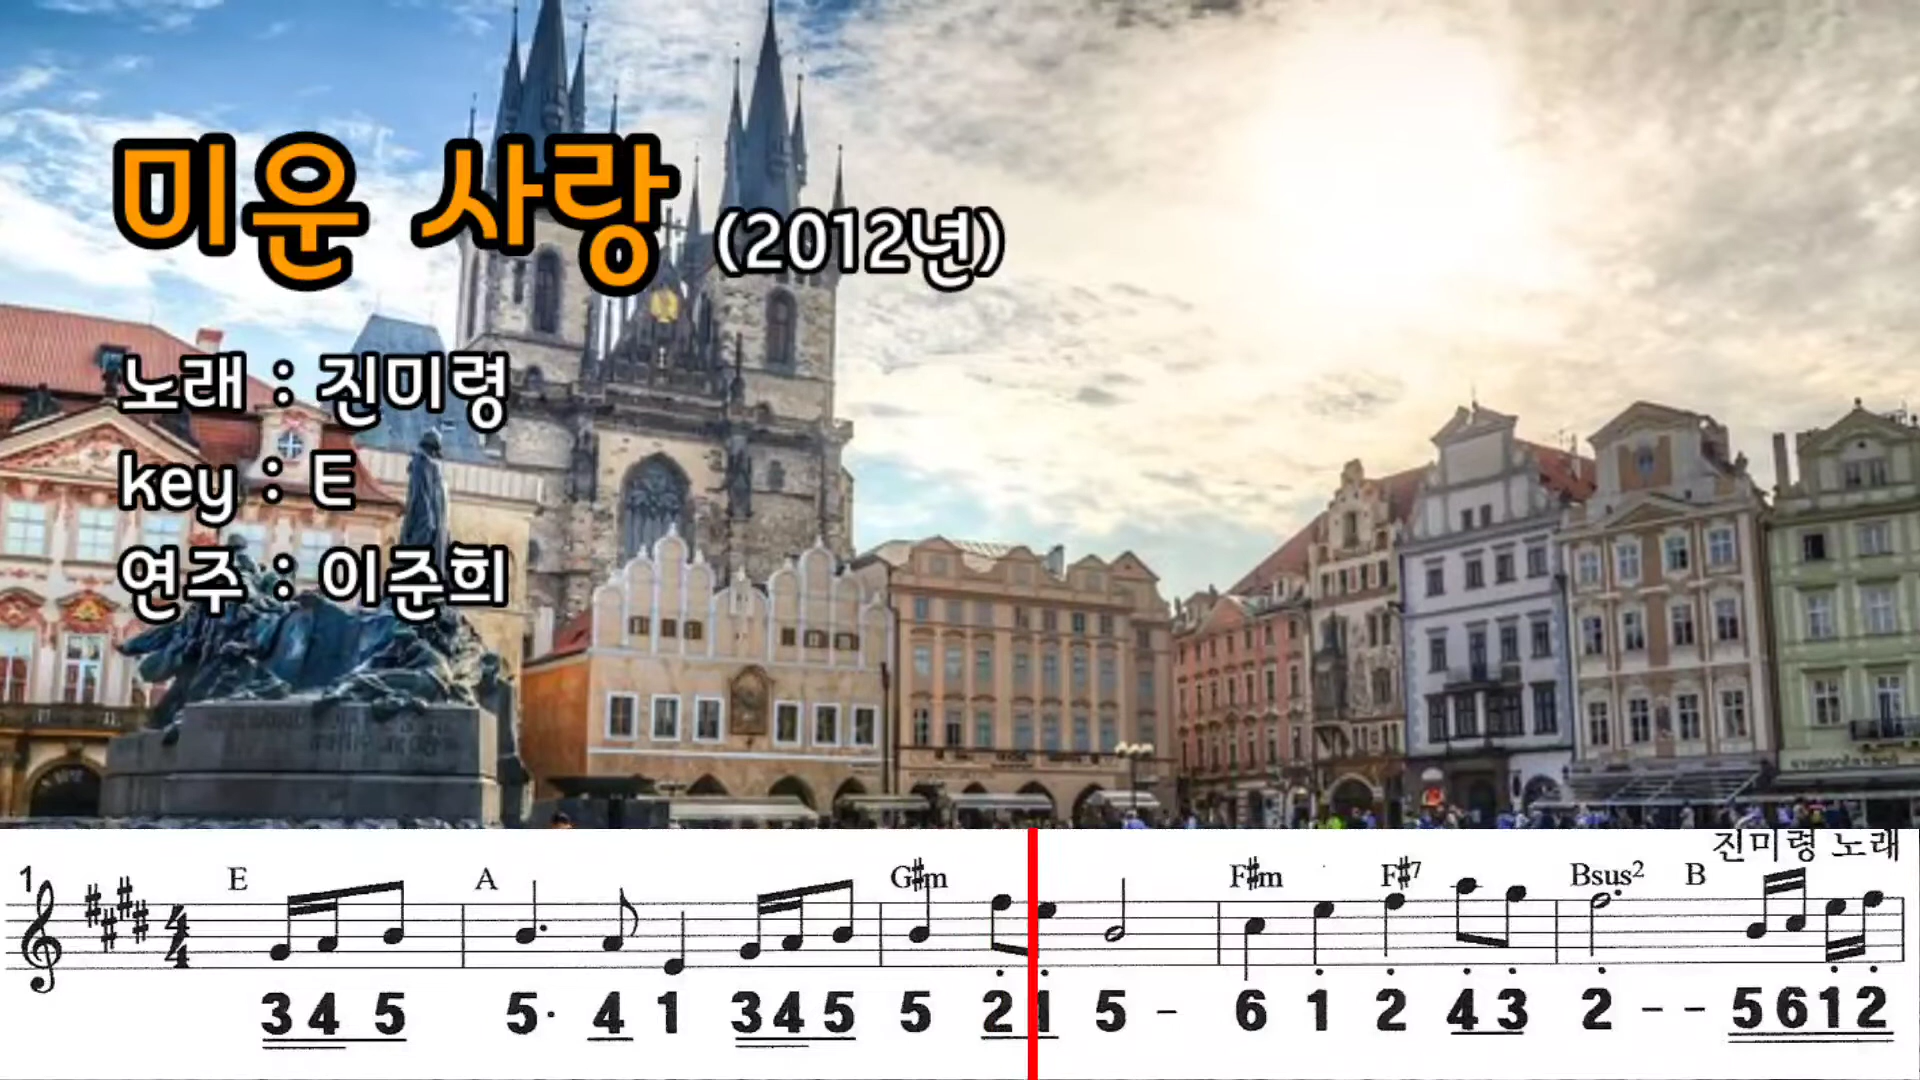 미운 사랑 (2012년)
노래 : 진미령
key : E
연주 : 이준희
진미령 노래
1 E A G#m F#m F#7 Bsus2 B
4
4
3 4 5 5· 4 1 3 4 5 5 2 1 5 - 6 1 2 4 3 2 - - 5 6 1 2